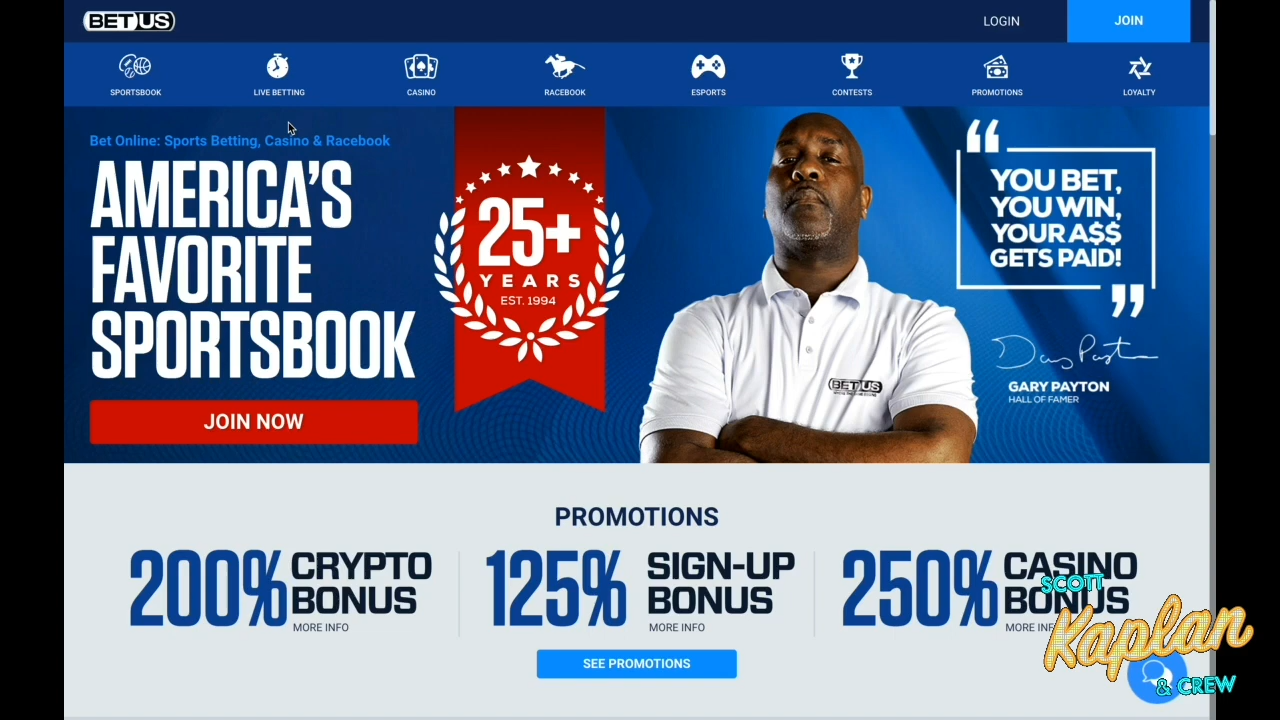 BETUS
LOGIN
JOIN
SPORTSBOOK
LIVE BETTING
CASINO
RACEBOOK
ESPORTS
CONTESTS
PROMOTIONS
LOYALTY
Bet Online: Sports Betting, Casino & Racebook
AMERICA'S
FAVORITE
SPORTSBOOK
JOIN NOW
25+
YEARS
EST. 1994
BETUS
“
YOU BET,
YOU WIN,
YOUR A$$
GETS PAID!
”
Gary Payton
GARY PAYTON
HALL OF FAMER
PROMOTIONS
200% CRYPTO
BONUS
MORE INFO
125% SIGN-UP
BONUS
MORE INFO
250% CASINO
BONUS
MORE INF
SEE PROMOTIONS
SCOTT
Kaplan
& CREW